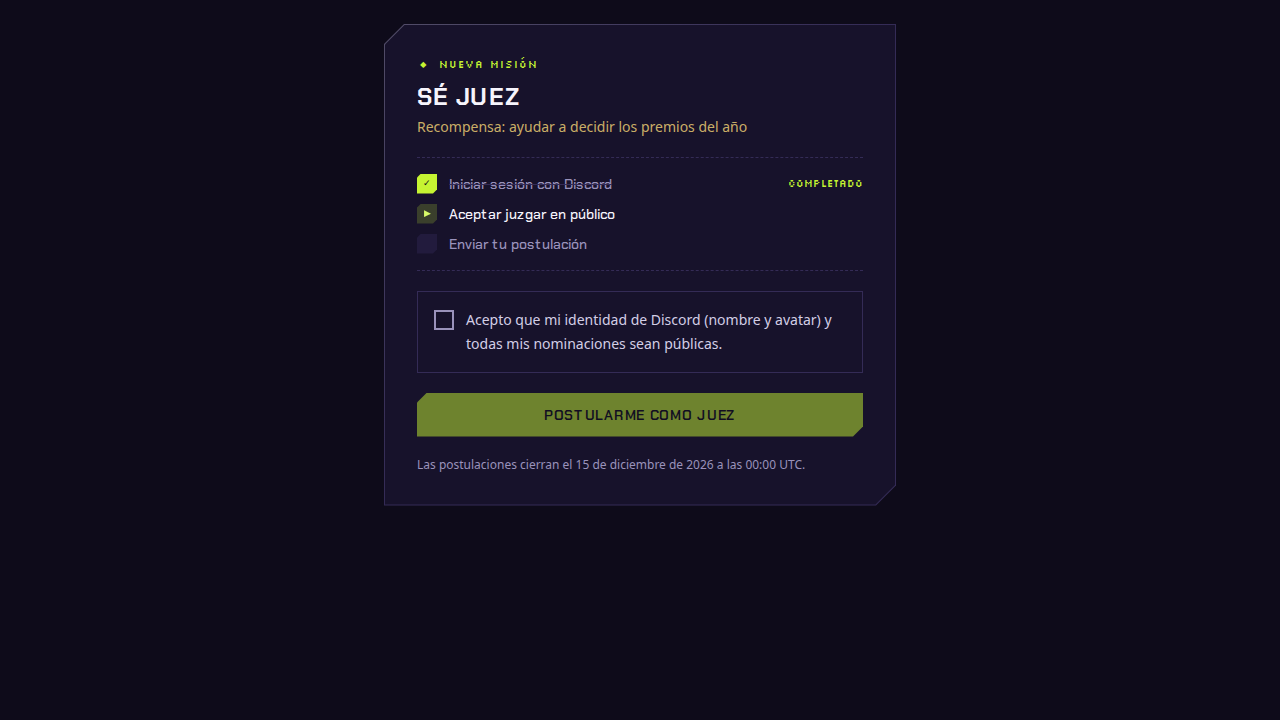 NUEVA MISIÓN
SÉ JUEZ
Recompensa: ayudar a decidir los premios del año
Iniciar sesión con Discord
COMPLETADO
Aceptar juzgar en público
Enviar tu postulación
Acepto que mi identidad de Discord (nombre y avatar) y
todas mis nominaciones sean públicas.
POSTULARME COMO JUEZ
Las postulaciones cierran el 15 de diciembre de 2026 a las 00:00 UTC.